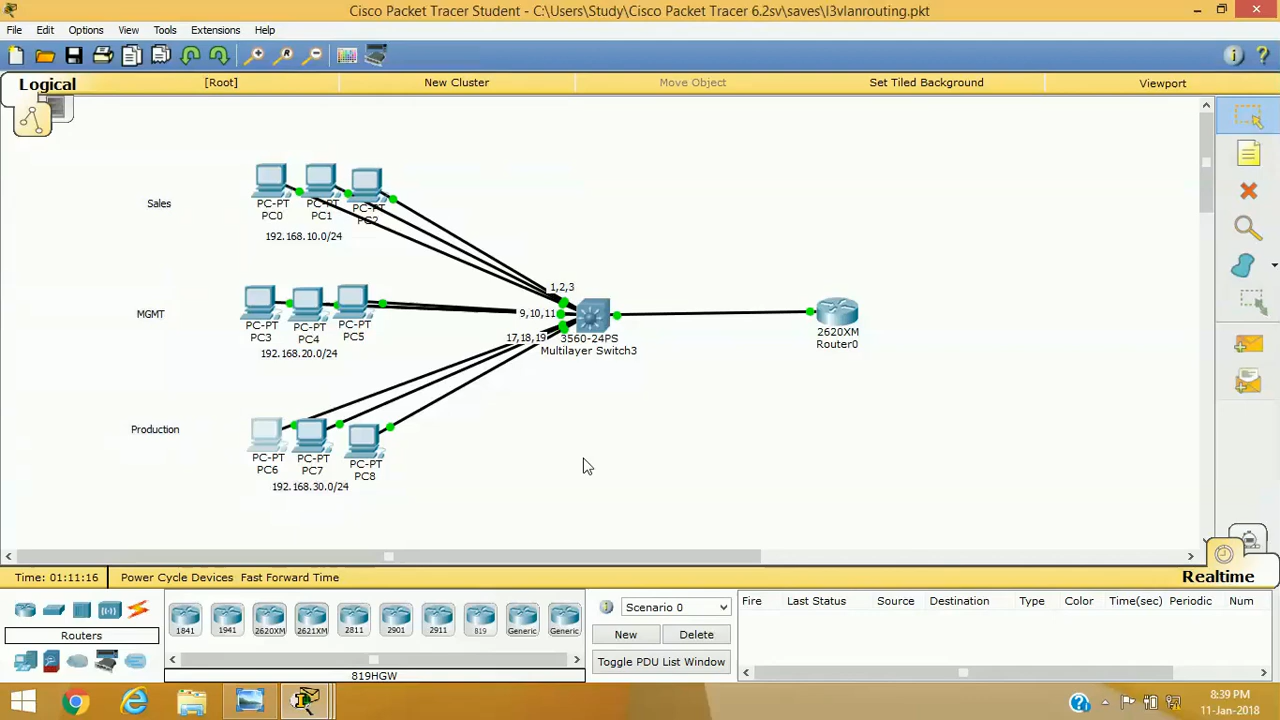 Cisco Packet Tracer Student - C:\Users\Study\Cisco Packet Tracer 6.2sv\saves\l3vlanrouting.pkt
File Edit Options View Tools Extensions Help
Logical [Root] New Cluster Move Object Set Tiled Background Viewport
Sales
PC-PT PC-PT PC-PT
PC0 PC1 PC2
192.168.10.0/24
MGMT
PC-PT PC-PT PC-PT
PC3 PC4 PC5
192.168.20.0/24
1,2,3
9,10,11
17,18,19
3560-24PS
Multilayer Switch3
2620XM
Router0
Production
PC-PT PC-PT PC-PT
PC6 PC7 PC8
192.168.30.0/24
Time: 01:11:16 Power Cycle Devices Fast Forward Time Realtime
Routers
1841 1941 2620XM 2621XM 2811 2901 2911 819 Generic Generic
819HGW
Scenario 0
New Delete
Toggle PDU List Window
Fire Last Status Source Destination Type Color Time(sec) Periodic Num
8:39 PM
11-Jan-2018